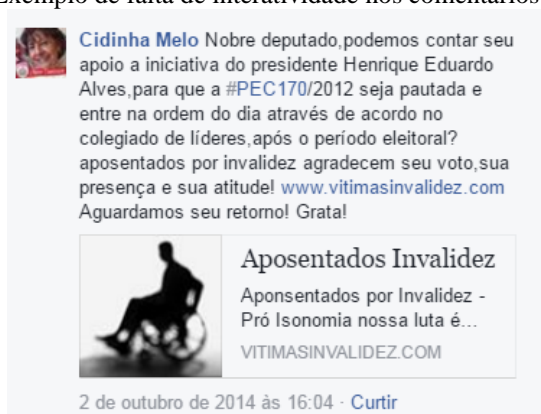 Exemplo de falta de interatividade nos comentários
Cidinha Melo Nobre deputado,podemos contar seu
apoio a iniciativa do presidente Henrique Eduardo
Alves,para que a #PEC170/2012 seja pautada e
entre na ordem do dia através de acordo no
colegiado de líderes,após o período eleitoral?
aposentados por invalidez agradecem seu voto,sua
presença e sua atitude! www.vitimasinvalidez.com
Aguardamos seu retorno! Grata!
Aposentados Invalidez
Aponsentados por Invalidez -
Pró Isonomia nossa luta é...
VITIMASINVALIDEZ.COM
2 de outubro de 2014 às 16:04 · Curtir